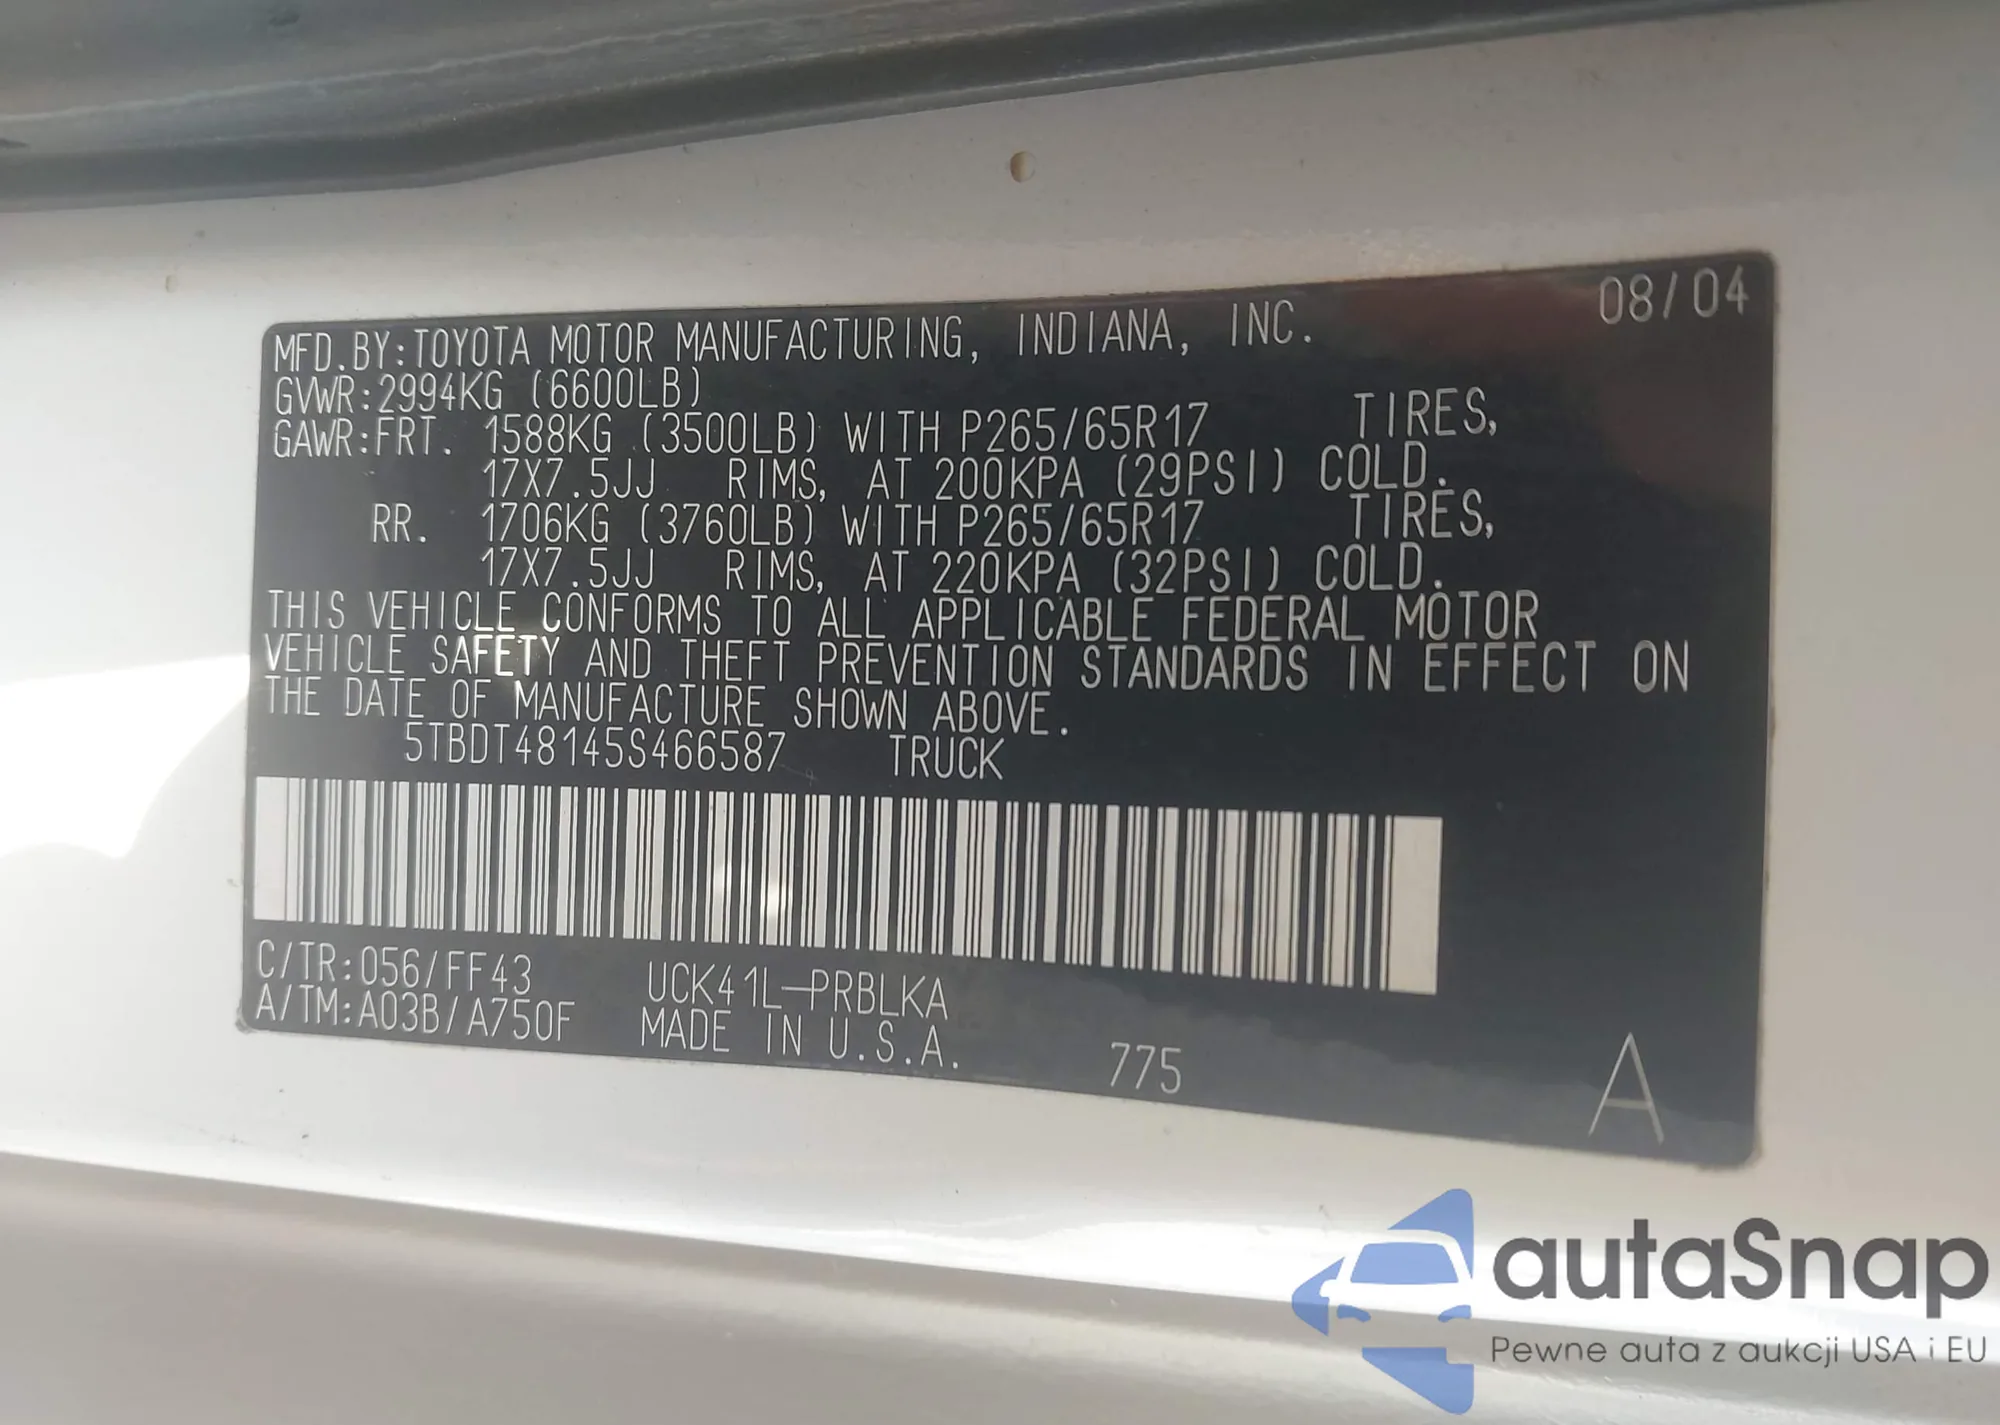 08/04
MFD.BY:TOYOTA MOTOR MANUFACTURING, INDIANA, INC.
GVWR:2994KG (6600LB)
GAWR:FRT. 1588KG (3500LB) WITH P265/65R17 TIRES,
17X7.5JJ RIMS, AT 200KPA (29PSI) COLD.
RR. 1706KG (3760LB) WITH P265/65R17 TIRES,
17X7.5JJ RIMS, AT 220KPA (32PSI) COLD.
THIS VEHICLE CONFORMS TO ALL APPLICABLE FEDERAL MOTOR
VEHICLE SAFETY AND THEFT PREVENTION STANDARDS IN EFFECT ON
THE DATE OF MANUFACTURE SHOWN ABOVE.
5TBDT48145S466587 TRUCK
C/TR:056/FF43 UCK41L-PRBLKA
A/TM:A03B/A750F MADE IN U.S.A. 775
A
autaSnap
Pewne auta z aukcji USA i EU